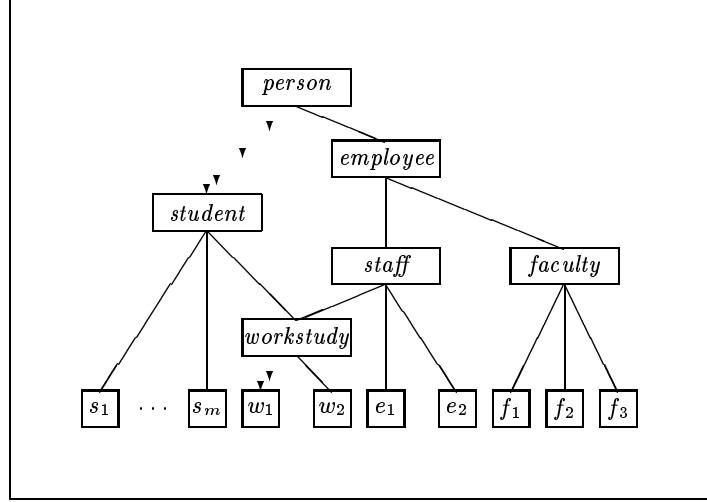 person
employee
student
staff
faculty
workstudy
s₁ · · · sₘ w₁ w₂ e₁ e₂ f₁ f₂ f₃